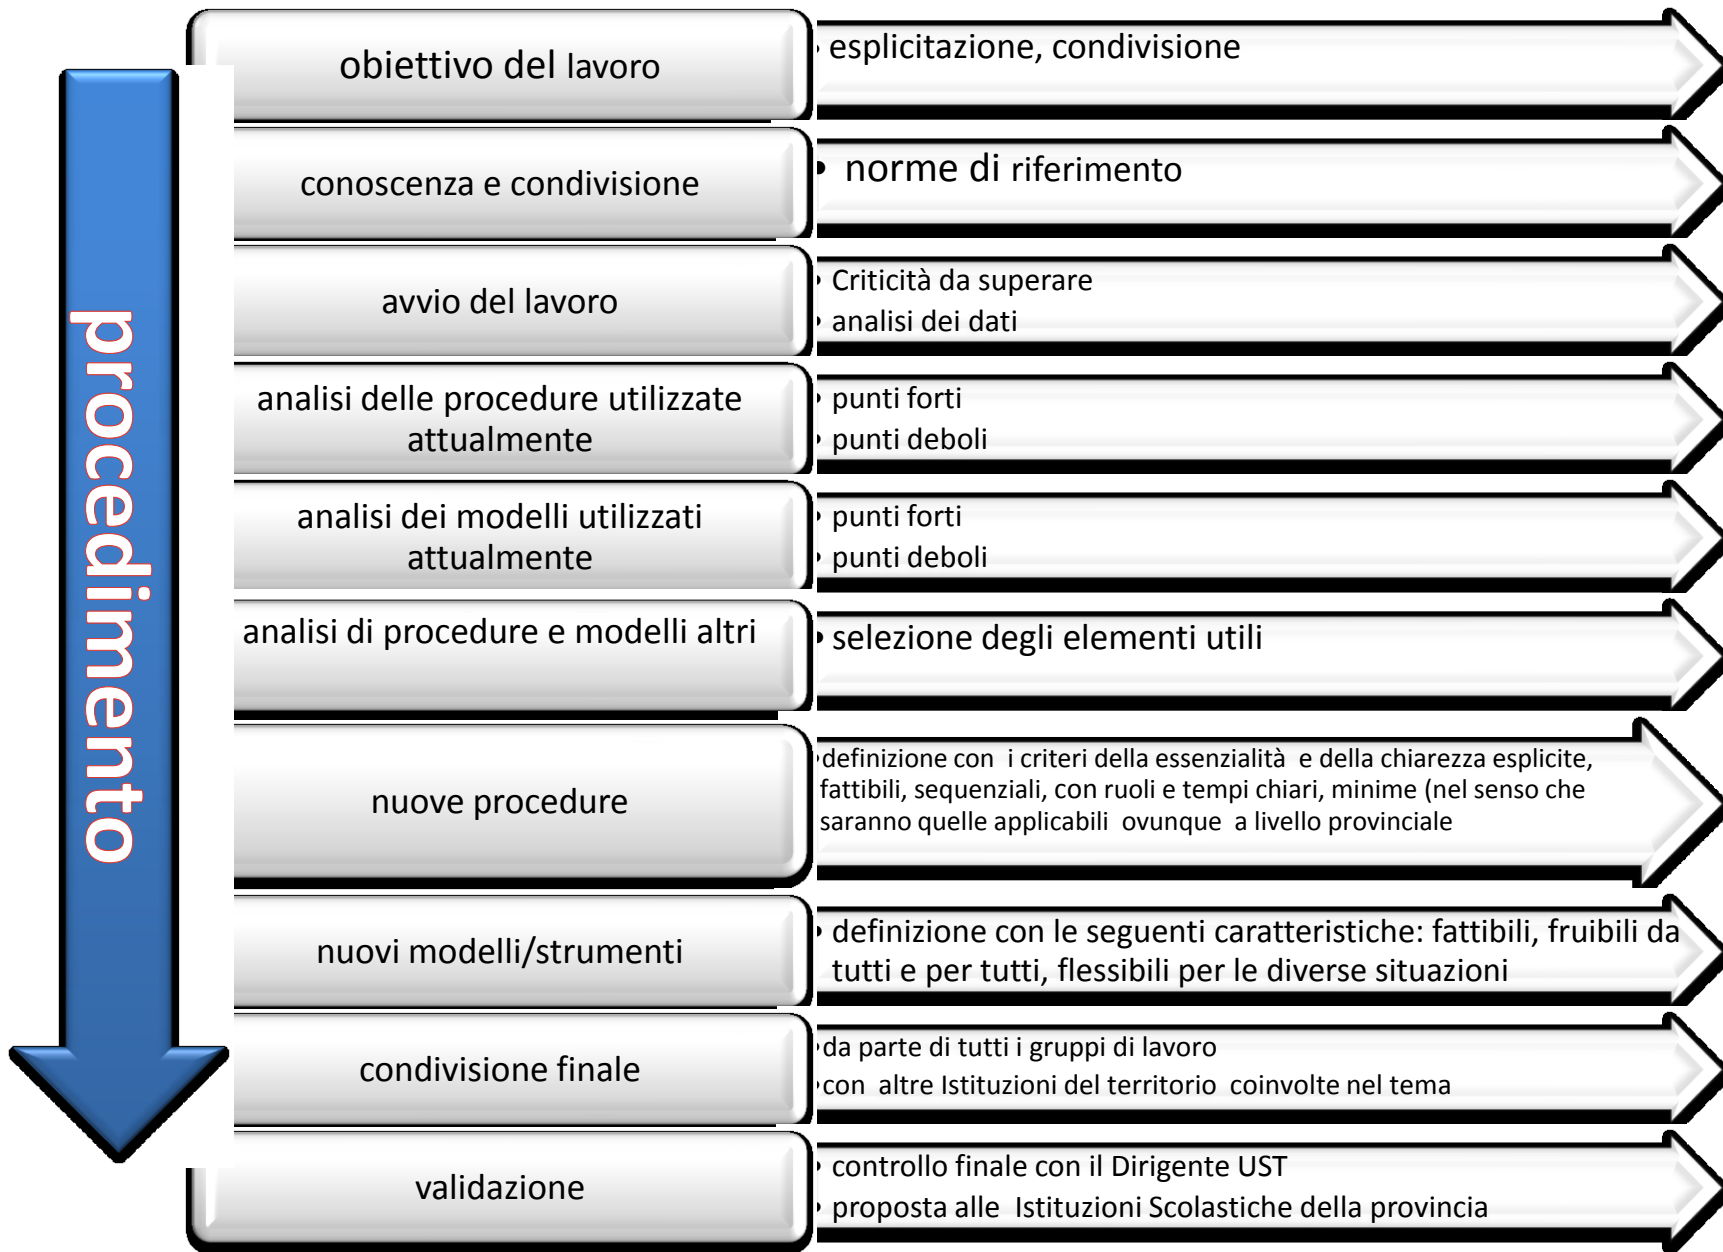 procedimento
obiettivo del lavoro
• esplicitazione, condivisione
conoscenza e condivisione
• norme di riferimento
avvio del lavoro
• Criticità da superare
• analisi dei dati
analisi delle procedure utilizzate
attualmente
• punti forti
• punti deboli
analisi dei modelli utilizzati
attualmente
• punti forti
• punti deboli
analisi di procedure e modelli altri
• selezione degli elementi utili
nuove procedure
•definizione con i criteri della essenzialità e della chiarezza esplicite,
fattibili, sequenziali, con ruoli e tempi chiari, minime (nel senso che
saranno quelle applicabili ovunque a livello provinciale
nuovi modelli/strumenti
• definizione con le seguenti caratteristiche: fattibili, fruibili da
tutti e per tutti, flessibili per le diverse situazioni
condivisione finale
•da parte di tutti i gruppi di lavoro
•con altre Istituzioni del territorio coinvolte nel tema
validazione
• controllo finale con il Dirigente UST
• proposta alle Istituzioni Scolastiche della provincia